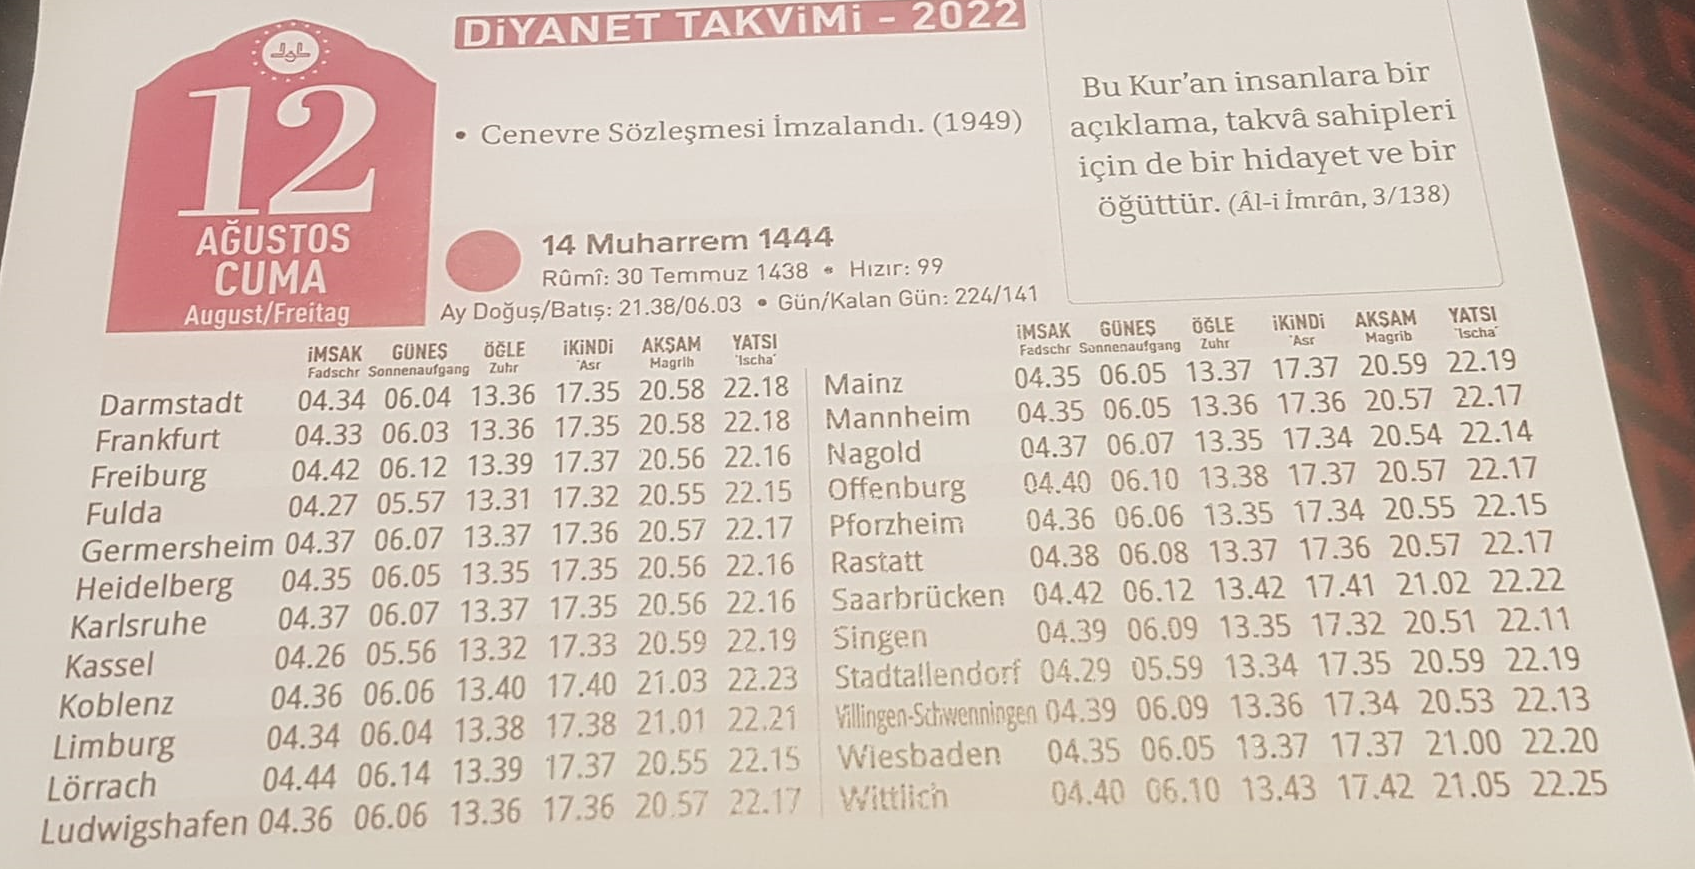 DİYANET TAKVİMİ - 2022
12
AĞUSTOS
CUMA
August/Freitag
• Cenevre Sözleşmesi İmzalandı. (1949)
Bu Kur'an insanlara bir
açıklama, takvâ sahipleri
için de bir hidayet ve bir
öğüttür. (Âl-i İmrân, 3/138)
14 Muharrem 1444
Rûmî: 30 Temmuz 1438 • Hızır: 99
Ay Doğuş/Batış: 21.38/06.03 • Gün/Kalan Gün: 224/141
İMSAK GÜNEŞ ÖĞLE İKİNDİ AKŞAM YATSI
Fadschr Sonnenaufgang Zuhr 'Asr Magrib 'Ischa'
Darmstadt 04.34 06.04 13.36 17.35 20.58 22.18
Frankfurt 04.33 06.03 13.36 17.35 20.58 22.18
Freiburg 04.42 06.12 13.39 17.37 20.56 22.16
Fulda 04.27 05.57 13.31 17.32 20.55 22.15
Germersheim 04.37 06.07 13.37 17.36 20.57 22.17
Heidelberg 04.35 06.05 13.35 17.35 20.56 22.16
Karlsruhe 04.37 06.07 13.37 17.35 20.56 22.16
Kassel 04.26 05.56 13.32 17.33 20.59 22.19
Koblenz 04.36 06.06 13.40 17.40 21.03 22.23
Limburg 04.34 06.04 13.38 17.38 21.01 22.21
Lörrach 04.44 06.14 13.39 17.37 20.55 22.15
Ludwigshafen 04.36 06.06 13.36 17.36 20.57 22.17
İMSAK GÜNEŞ ÖĞLE İKİNDİ AKŞAM YATSI
Fadschr Sonnenaufgang Zuhr 'Asr Magrib 'Ischa'
Mainz 04.35 06.05 13.37 17.37 20.59 22.19
Mannheim 04.35 06.05 13.36 17.36 20.57 22.17
Nagold 04.37 06.07 13.35 17.34 20.54 22.14
Offenburg 04.40 06.10 13.38 17.37 20.57 22.17
Pforzheim 04.36 06.06 13.35 17.34 20.55 22.15
Rastatt 04.38 06.08 13.37 17.36 20.57 22.17
Saarbrücken 04.42 06.12 13.42 17.41 21.02 22.22
Singen 04.39 06.09 13.35 17.32 20.51 22.11
Stadtallendorf 04.29 05.59 13.34 17.35 20.59 22.19
Villingen-Schwenningen 04.39 06.09 13.36 17.34 20.53 22.13
Wiesbaden 04.35 06.05 13.37 17.37 21.00 22.20
Wittlich 04.40 06.10 13.43 17.42 21.05 22.25